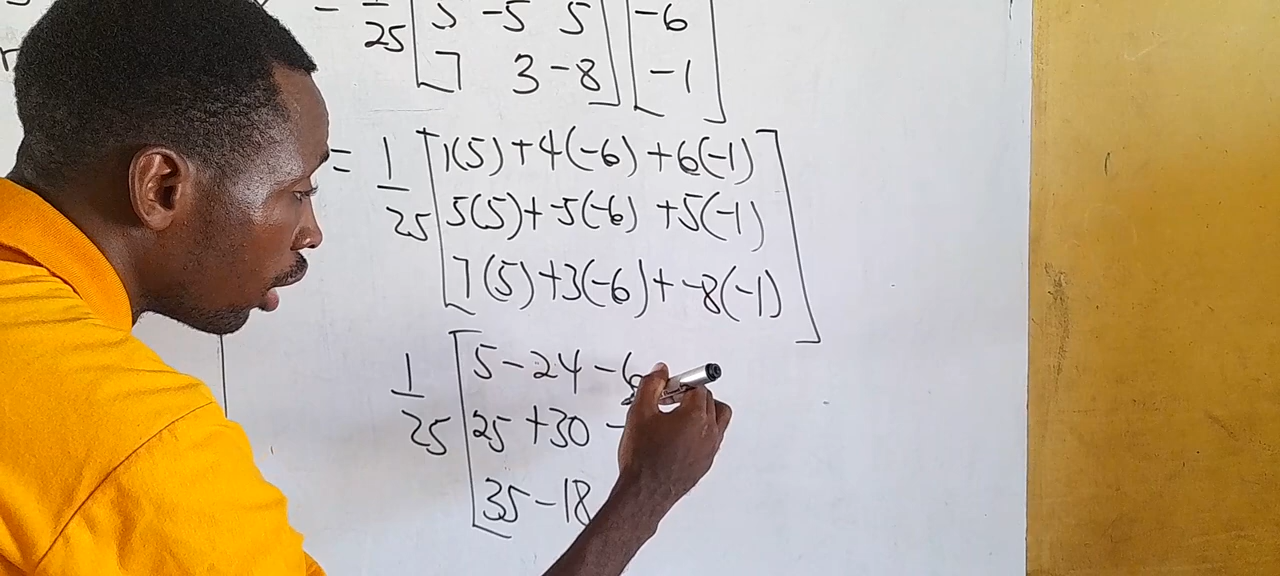 = 1/25 [5 -5 5] [-6]
[7 3 -8] [-1]
= 1/25 [1(5)+4(-6)+6(-1)]
[5(5)+-5(-6)+5(-1)]
[7(5)+3(-6)+-8(-1)]
1/25 [5-24-6
[25+30-
[35-18